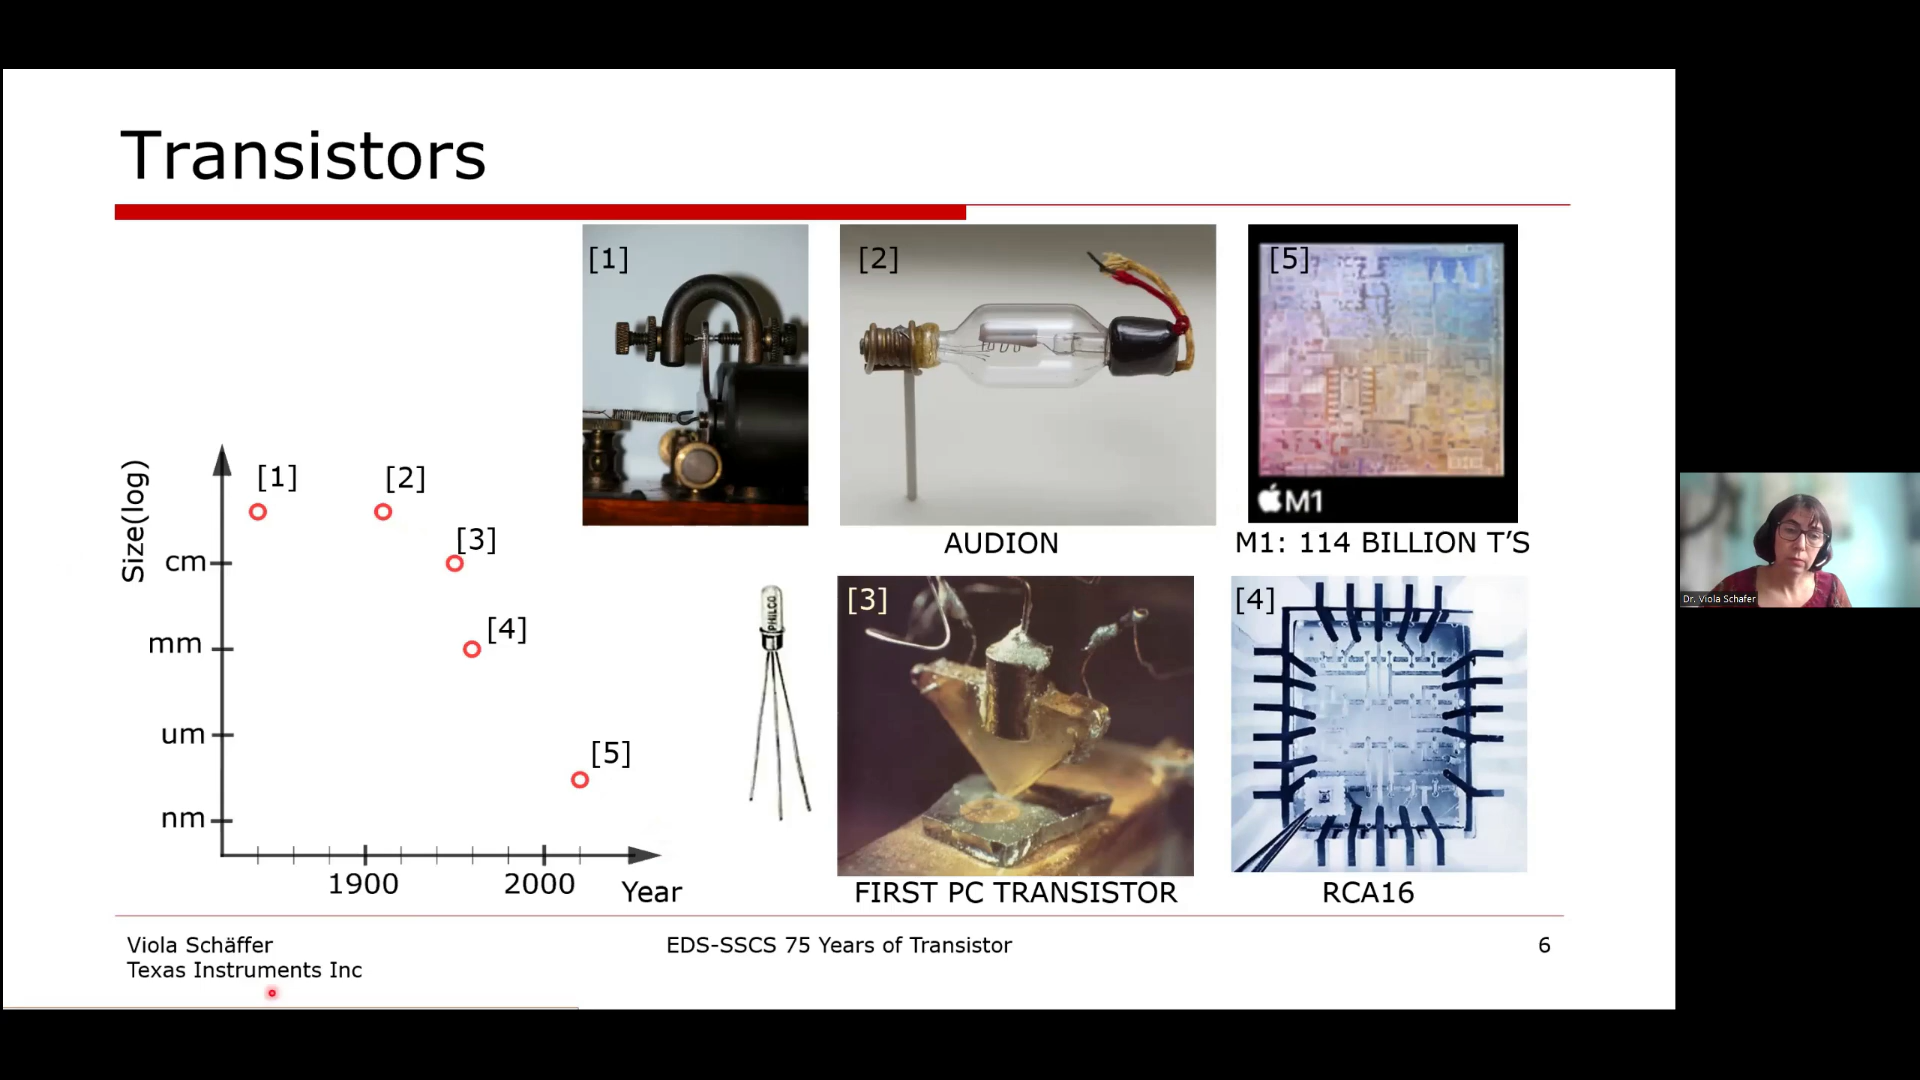 Transistors
[1]
[2]
[5]
M1
AUDION
M1: 114 BILLION T'S
Size(log)
[1]
[2]
[3]
[4]
[5]
cm
mm
um
nm
1900
2000
Year
PHILCO
[3]
[4]
FIRST PC TRANSISTOR
RCA16
Viola Schäffer
Texas Instruments Inc
EDS-SSCS 75 Years of Transistor
6
Dr. Viola Schafer